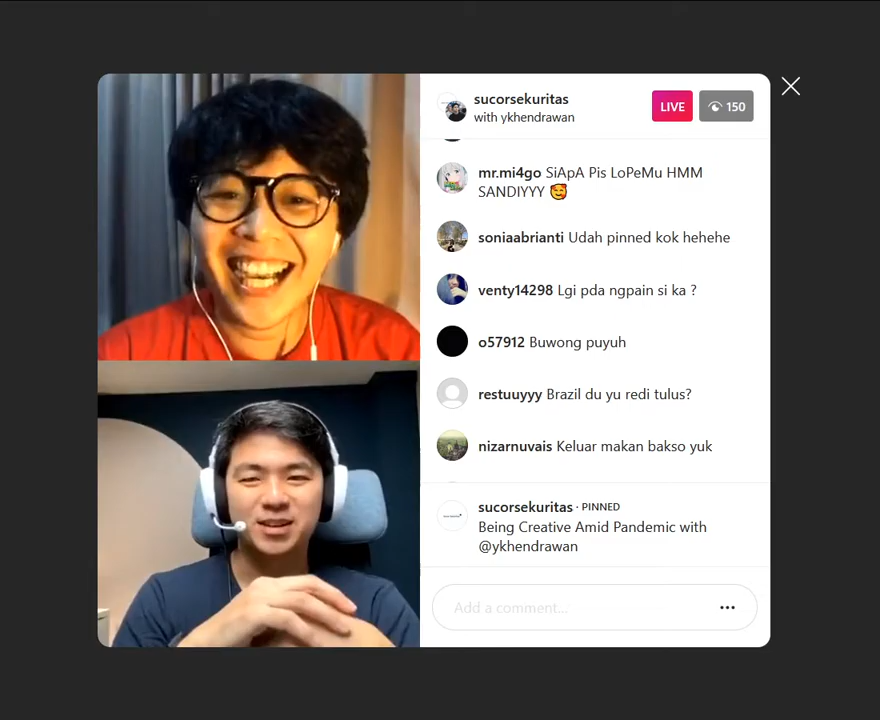 sucorsekuritas
with ykhendrawan
LIVE
150
mr.mi4go SiApA Pis LoPeMu HMM
SANDIYYY 🥰
soniaabrianti Udah pinned kok hehehe
venty14298 Lgi pda ngpain si ka ?
o57912 Buwong puyuh
restuuyyy Brazil du yu redi tulus?
nizarnuvais Keluar makan bakso yuk
sucorsekuritas · PINNED
Being Creative Amid Pandemic with
@ykhendrawan
Add a comment...